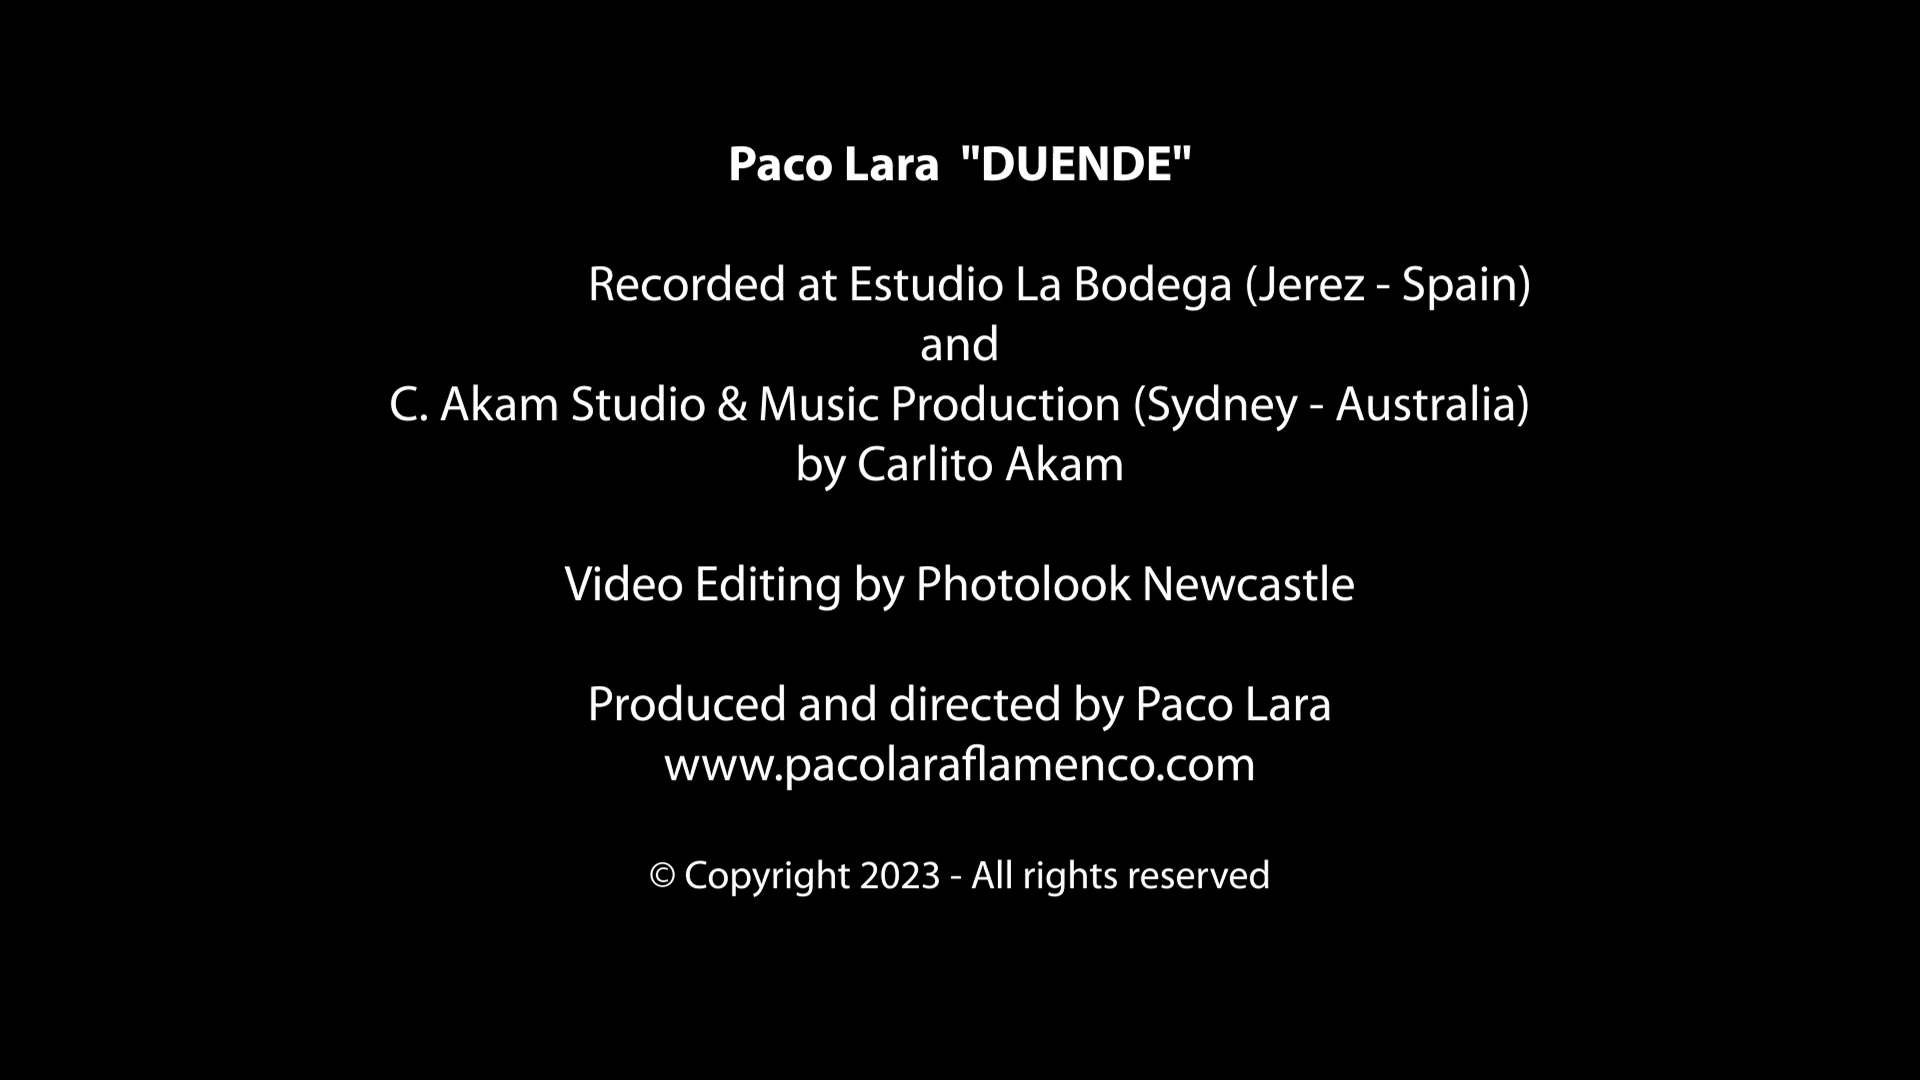 Paco Lara "DUENDE"
Recorded at Estudio La Bodega (Jerez - Spain)
and
C. Akam Studio & Music Production (Sydney - Australia)
by Carlito Akam
Video Editing by Photolook Newcastle
Produced and directed by Paco Lara
www.pacolaraflamenco.com
© Copyright 2023 - All rights reserved